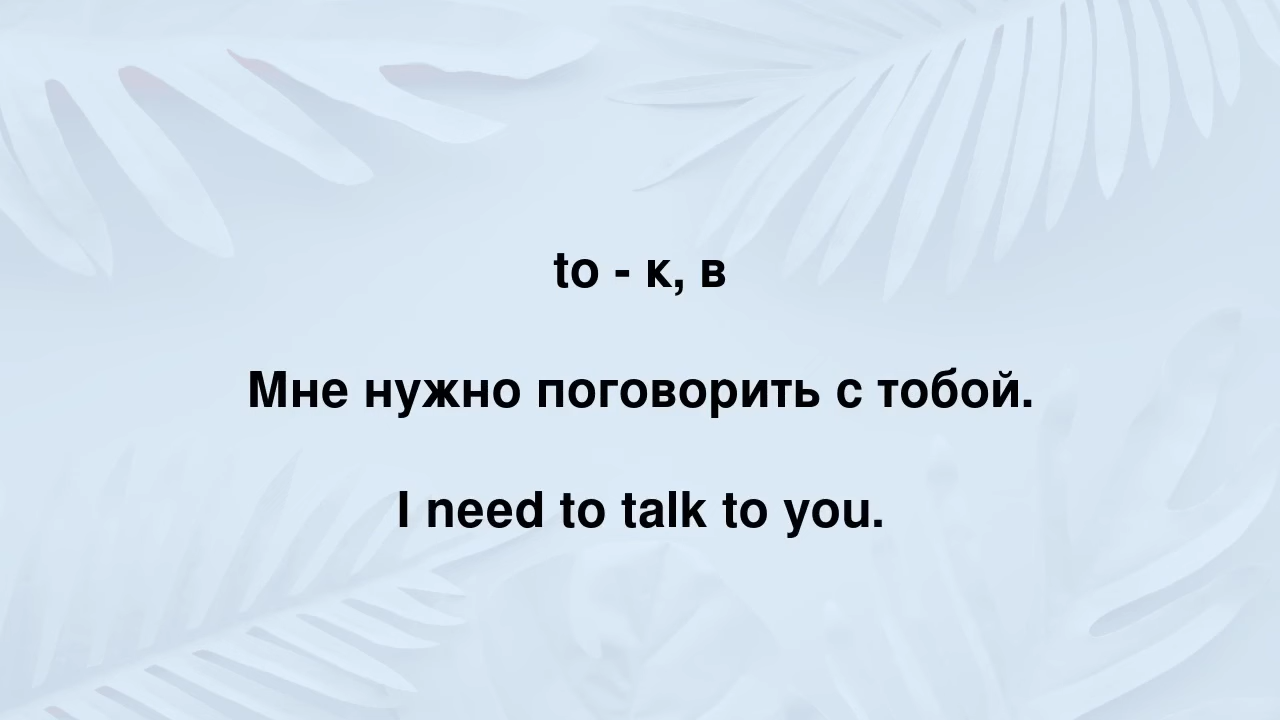 to - к, в
Мне нужно поговорить с тобой.
I need to talk to you.